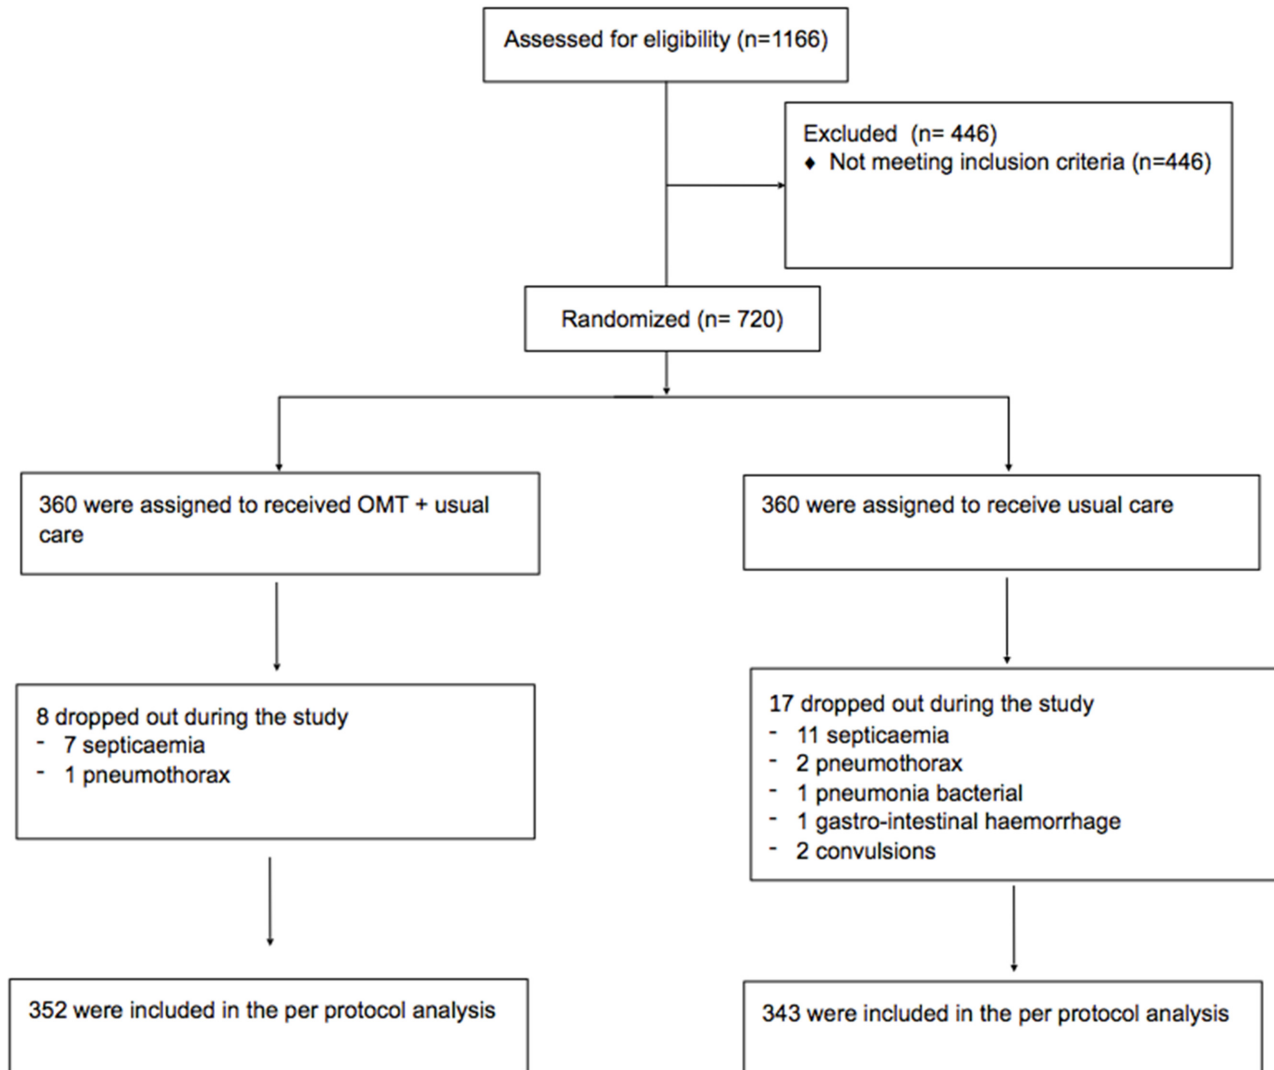 Assessed for eligibility (n=1166)
Excluded  (n= 446)
♦ Not meeting inclusion criteria (n=446)
Randomized (n= 720)
360 were assigned to received OMT + usual
care
360 were assigned to receive usual care
8 dropped out during the study
- 7 septicaemia
- 1 pneumothorax
17 dropped out during the study
- 11 septicaemia
- 2 pneumothorax
- 1 pneumonia bacterial
- 1 gastro-intestinal haemorrhage
- 2 convulsions
352 were included in the per protocol analysis
343 were included in the per protocol analysis